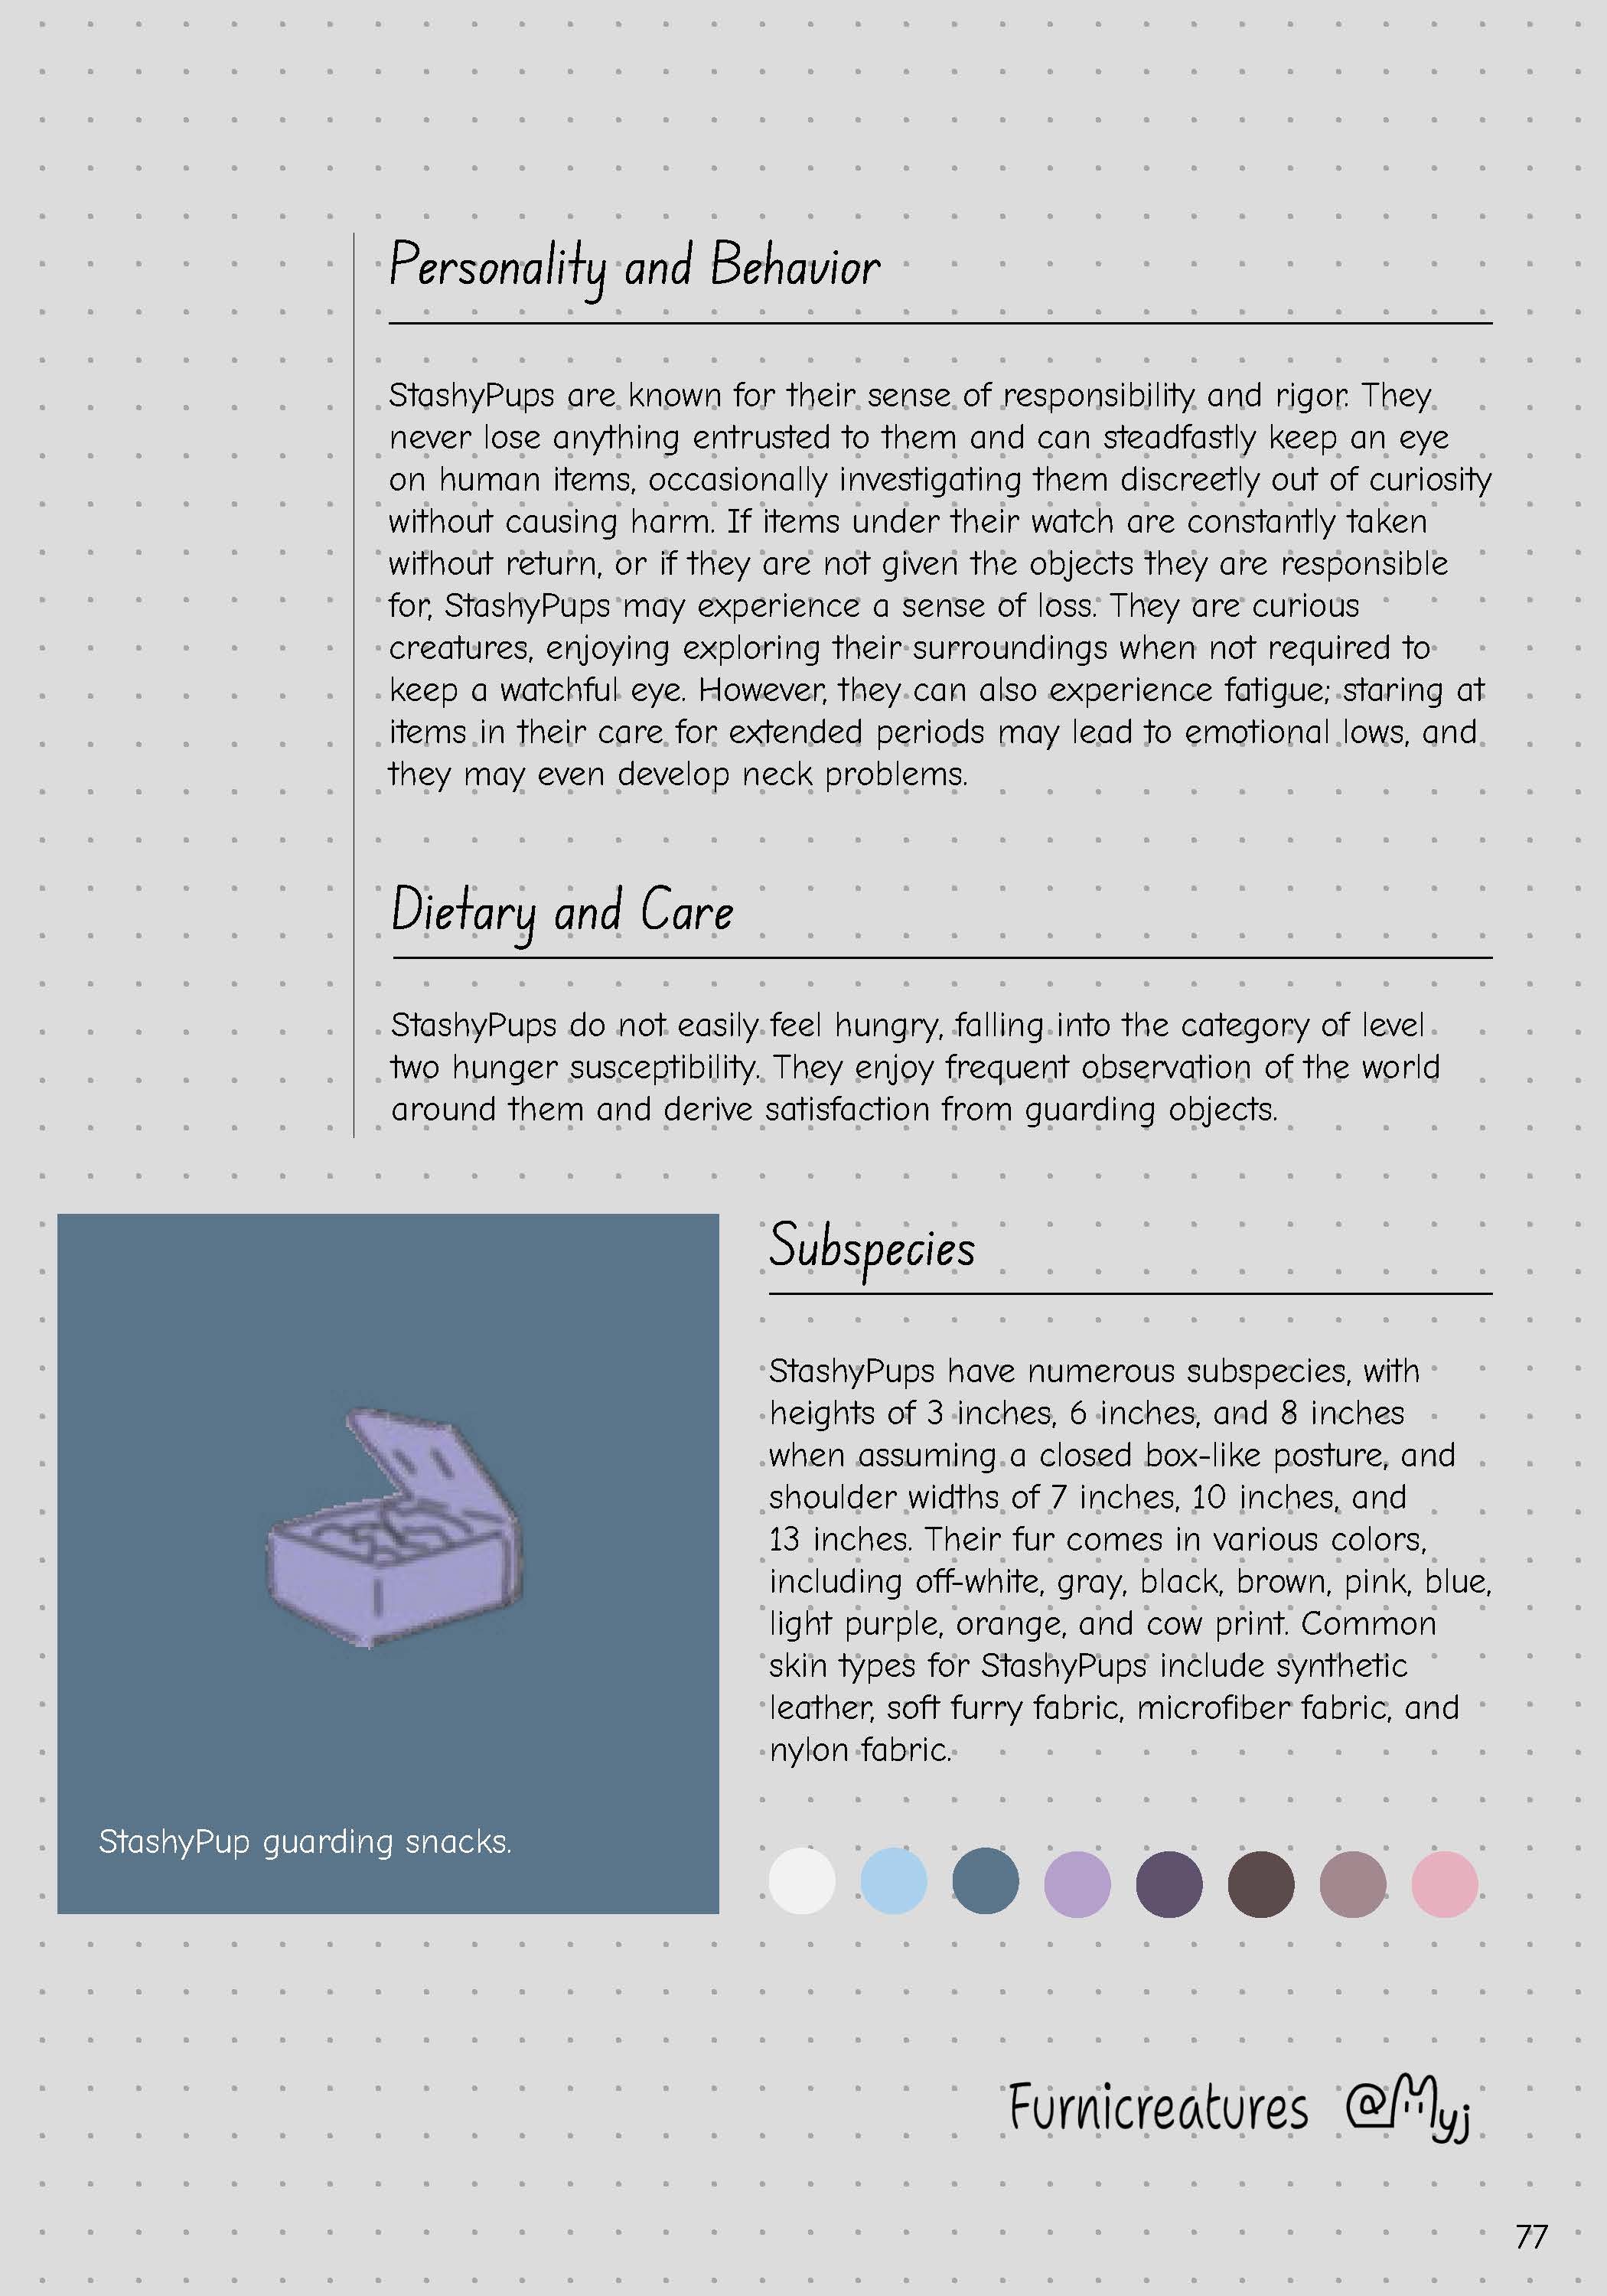 Personality and Behavior
StashyPups are known for their sense of responsibility and rigor. They
never lose anything entrusted to them and can steadfastly keep an eye
on human items, occasionally investigating them discreetly out of curiosity
without causing harm. If items under their watch are constantly taken
without return, or if they are not given the objects they are responsible
for, StashyPups may experience a sense of loss. They are curious
creatures, enjoying exploring their surroundings when not required to
keep a watchful eye. However, they can also experience fatigue; staring at
items in their care for extended periods may lead to emotional lows, and
they may even develop neck problems.
Dietary and Care
StashyPups do not easily feel hungry, falling into the category of level
two hunger susceptibility. They enjoy frequent observation of the world
around them and derive satisfaction from guarding objects.
Subspecies
StashyPups have numerous subspecies, with
heights of 3 inches, 6 inches, and 8 inches
when assuming a closed box-like posture, and
shoulder widths of 7 inches, 10 inches, and
13 inches. Their fur comes in various colors,
including off-white, gray, black, brown, pink, blue,
light purple, orange, and cow print. Common
skin types for StashyPups include synthetic
leather, soft furry fabric, microfiber fabric, and
nylon fabric.
StashyPup guarding snacks.
Furnicreatures @Myj
77